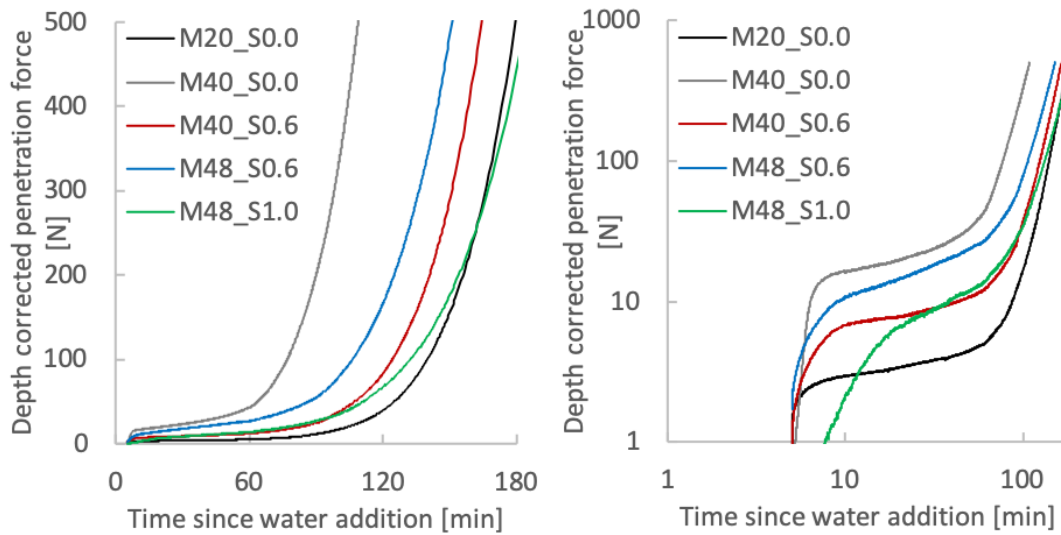 500
400
300
200
100
0
Depth corrected penetration force
[N]
M20_S0.0
M40_S0.0
M40_S0.6
M48_S0.6
M48_S1.0
0
60
120
180
Time since water addition [min]
1000
100
10
1
Depth corrected penetration force
[N]
M20_S0.0
M40_S0.0
M40_S0.6
M48_S0.6
M48_S1.0
1
10
100
Time since water addition [min]